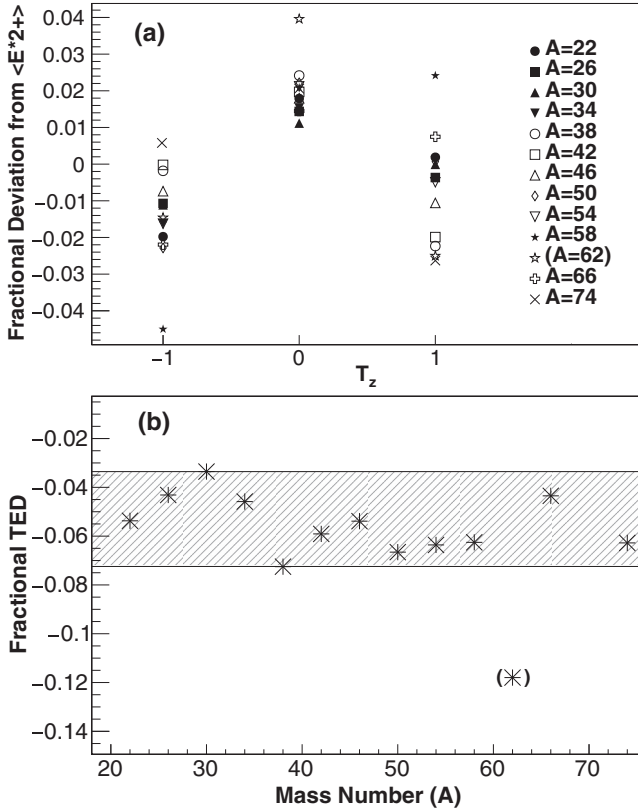 (a)
Fractional Deviation from <E*2+>
0.04
0.03
0.02
0.01
0
−0.01
−0.02
−0.03
−0.04
−1
0
1
T_z
A=22
A=26
A=30
A=34
A=38
A=42
A=46
A=50
A=54
A=58
(A=62)
A=66
A=74
(b)
Fractional TED
−0.02
−0.04
−0.06
−0.08
−0.1
−0.12
−0.14
( )
20
30
40
50
60
70
Mass Number (A)